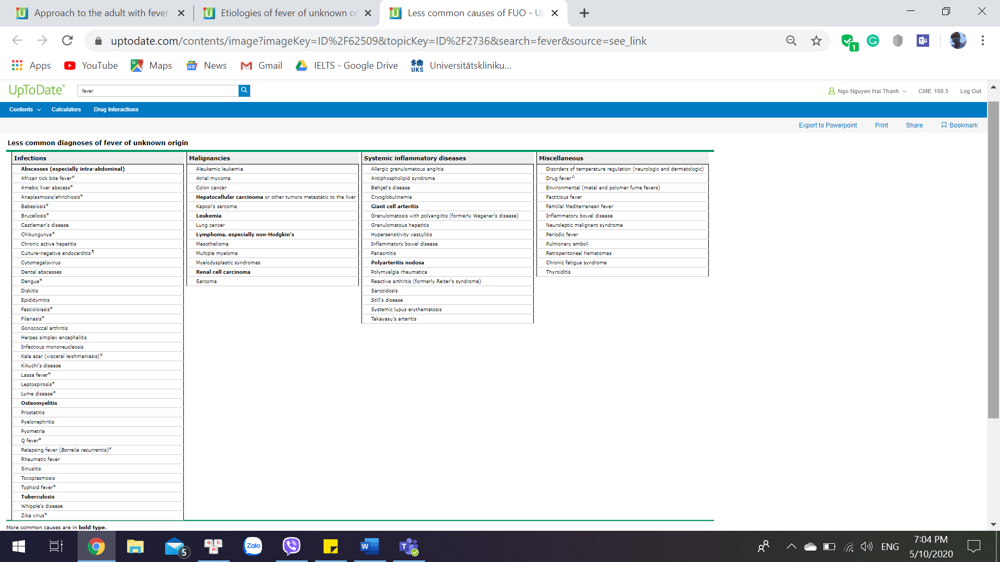 Approach to the adult with fever
Etiologies of fever of unknown or
Less common causes of FUO - Up
uptodate.com/contents/image?imageKey=ID%2F62509&topicKey=ID%2F2736&search=fever&source=see_link
1
Apps
YouTube
Maps
News
Gmail
IELTS - Google Drive
UKS
Universitätskliniku...
UpToDate®
fever
Ngo Nguyen Hai Thanh
CME 100.5
Log Out
Contents
Calculators
Drug Interactions
Export to Powerpoint
Print
Share
Bookmark
Less common diagnoses of fever of unknown origin
Infections
Abscesses (especially intra-abdominal)
African tick bite fever*
Amebic liver abscess*
Anaplasmosis/ehrichiosis*
Babesiosis*
Brucellosis*
Castleman's disease
Chikungunya*
Chronic active hepatitis
Culture-negative endocarditis¶
Cytomegalovirus
Dental abscesses
Dengue*
Diskitis
Epididymitis
Fascioloiasis*
Filariasis*
Gonococcal arthritis
Herpes simplex encephalitis
Infectious mononucleosis
Kala azar (visceral leishmaniasis)*
Kikuchi's disease
Lassa fever*
Leptospirosis*
Lyme disease*
Osteomyelitis
Prostatitis
Pyelonephritis
Pyometria
Q fever*
Relapsing fever (Borrelia recurrentis)*
Rheumatic fever
Sinusitis
Toxoplasmosis
Typhoid fever*
Tuberculosis
Whipple's disease
Zika virus*
Malignancies
Aleukemic leukemia
Atrial myxoma
Colon cancer
Hepatocellular carcinoma or other tumors metastatic to the liver
Kaposi's sarcoma
Leukemia
Lung cancer
Lymphoma, especially non-Hodgkin's
Mesothelioma
Multiple myeloma
Myelodysplastic syndromes
Renal cell carcinoma
Sarcoma
Systemic inflammatory diseases
Allergic granulomatous angiitis
Antiphospholipid syndrome
Behçet's disease
Cryoglobulinemia
Giant cell arteritis
Granulomatosis with polyangiitis (formerly Wegener's disease)
Granulomatous hepatitis
Hypersensitivity vasculitis
Inflammatory bowel disease
Panaortitis
Polyarteritis nodosa
Polymyalgia rheumatica
Reactive arthritis (formerly Reiter's syndrome)
Sarcoidosis
Still's disease
Systemic lupus erythematosis
Takayasu's arteritis
Miscellaneous
Disorders of temperature regulation (neurologic and dermatologic)
Drug feverΔ
Environmental (metal and polymer fume fevers)
Factitious fever
Familial Mediterranean fever
Inflammatory bowel disease
Neuroleptic malignant syndrome
Periodic fever
Pulmonary emboli
Retroperitoneal hematomas
Chronic fatigue syndrome
Thyroiditis
More common causes are in bold type.
5
Zalo
ENG
7:04 PM
5/10/2020